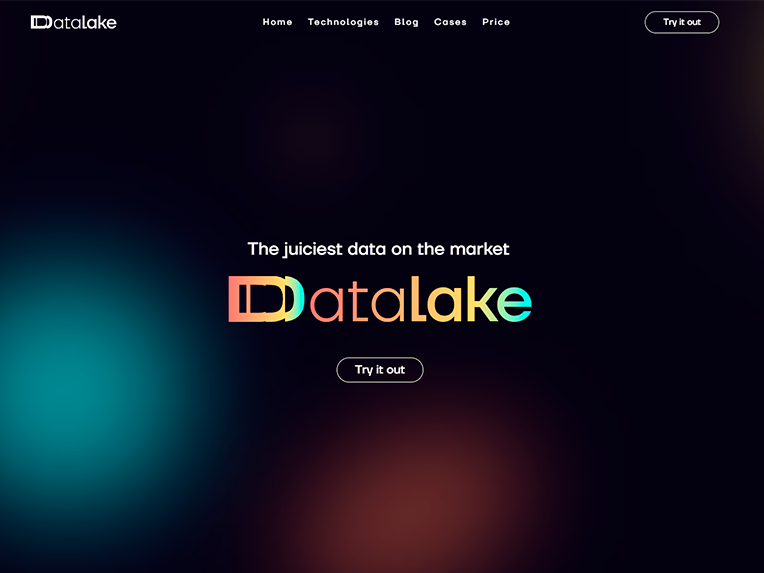 Datalake
Home Technologies Blog Cases Price
Try it out
The juiciest data on the market
Datalake
Try it out